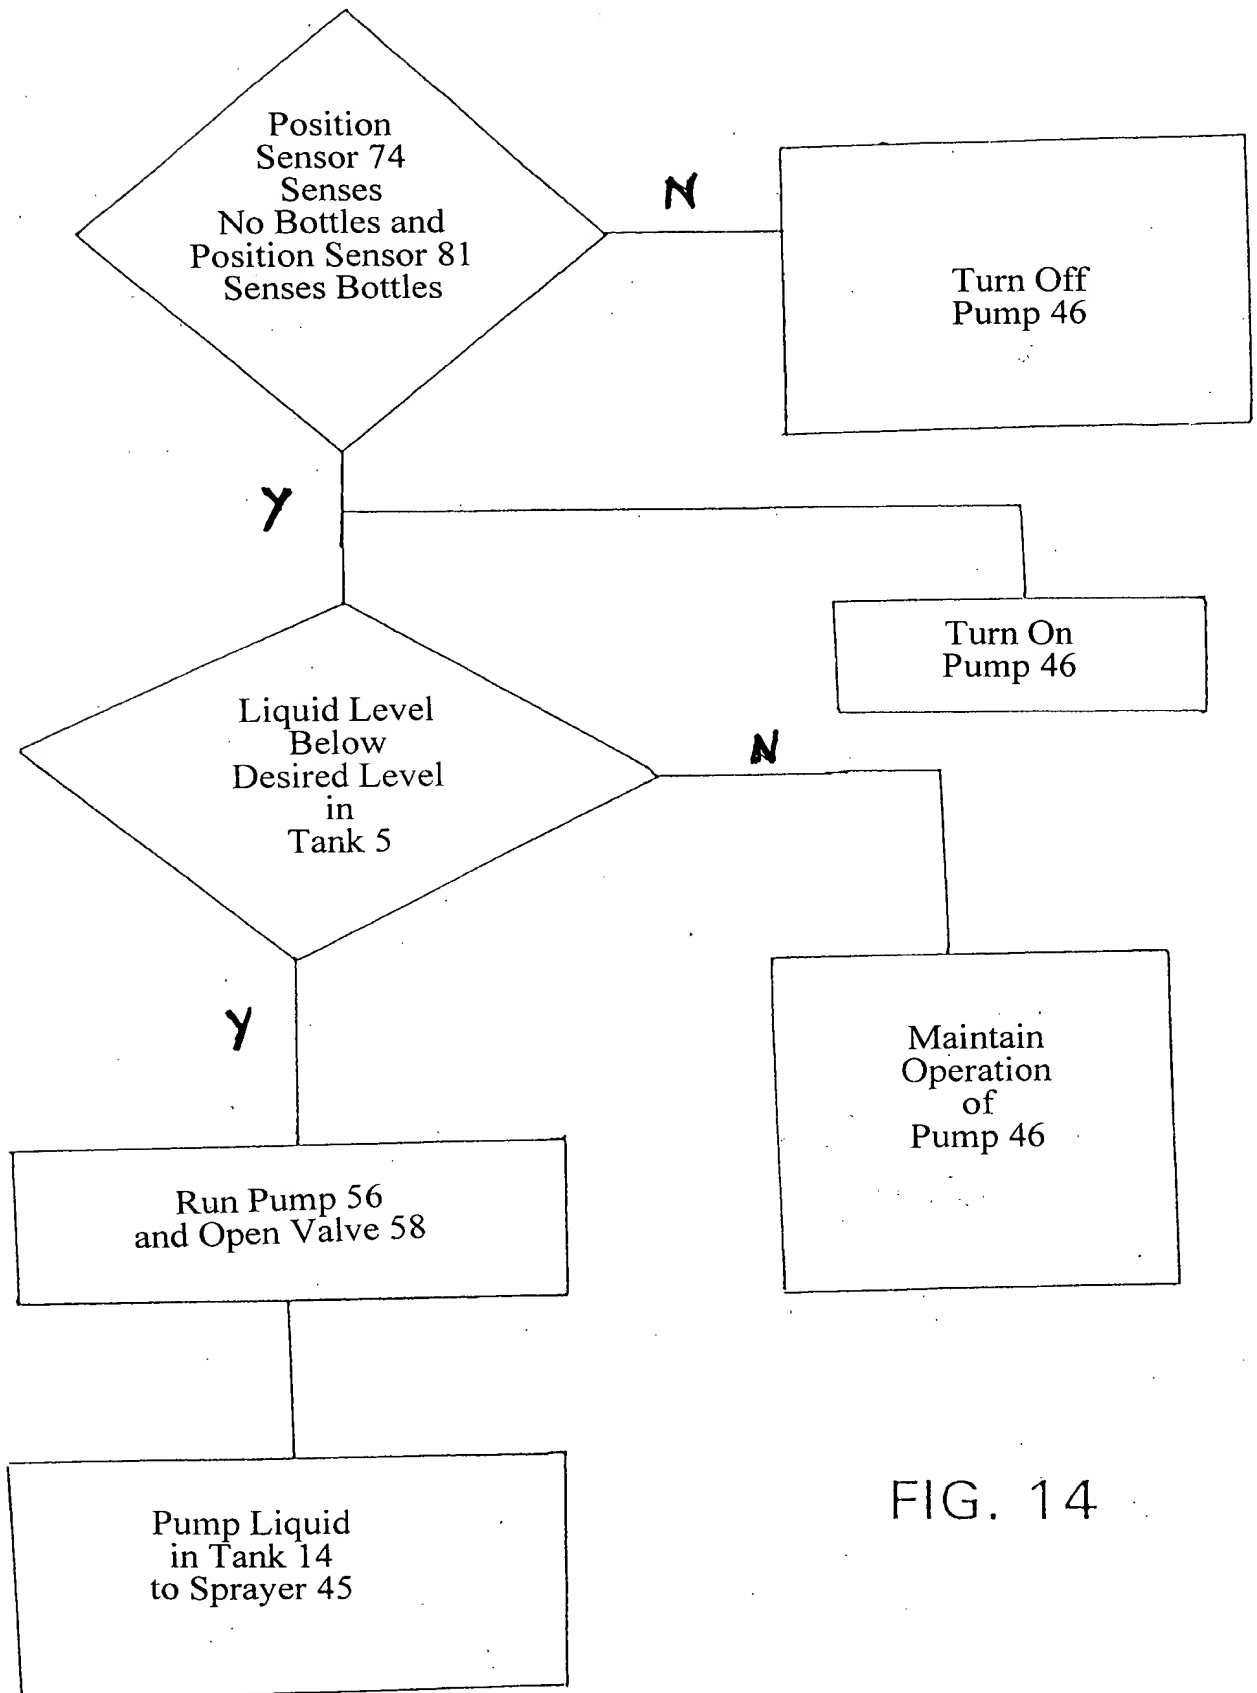 Position
Sensor 74
Senses
No Bottles and
Position Sensor 81
Senses Bottles
N
Turn Off
Pump 46
Y
Turn On
Pump 46
Liquid Level
Below
Desired Level
in
Tank 5
N
Y
Maintain
Operation
of
Pump 46
Run Pump 56
and Open Valve 58
Pump Liquid
in Tank 14
to Sprayer 45
FIG. 14